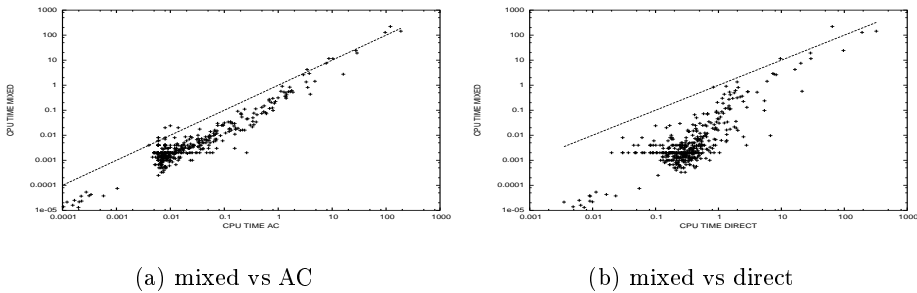 1000
100
10
1
0.1
0.01
0.001
0.0001
1e-05
CPU TIME MIXED
0.0001 0.001 0.01 0.1 1 10 100 1000
CPU TIME AC
(a) mixed vs AC
1000
100
10
1
0.1
0.01
0.001
0.0001
1e-05
CPU TIME MIXED
0.001 0.01 0.1 1 10 100 1000
CPU TIME DIRECT
(b) mixed vs direct